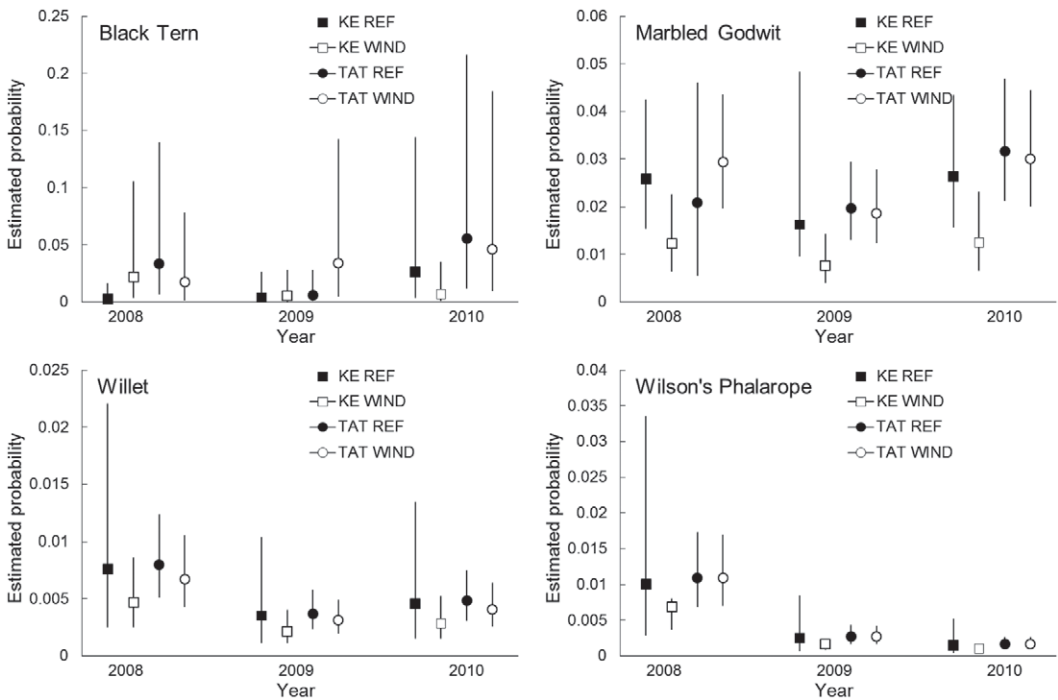 Black Tern
KE REF
KE WIND
TAT REF
TAT WIND
Estimated probability
0.25
0.2
0.15
0.1
0.05
0
2008
2009
2010
Year
Marbled Godwit
KE REF
KE WIND
TAT REF
TAT WIND
Estimated probability
0.06
0.05
0.04
0.03
0.02
0.01
0
2008
2009
2010
Year
Willet
KE REF
KE WIND
TAT REF
TAT WIND
Estimated probability
0.025
0.02
0.015
0.01
0.005
0
2008
2009
2010
Year
Wilson's Phalarope
KE REF
KE WIND
TAT REF
TAT WIND
Estimated probability
0.04
0.035
0.03
0.025
0.02
0.015
0.01
0.005
0
2008
2009
2010
Year